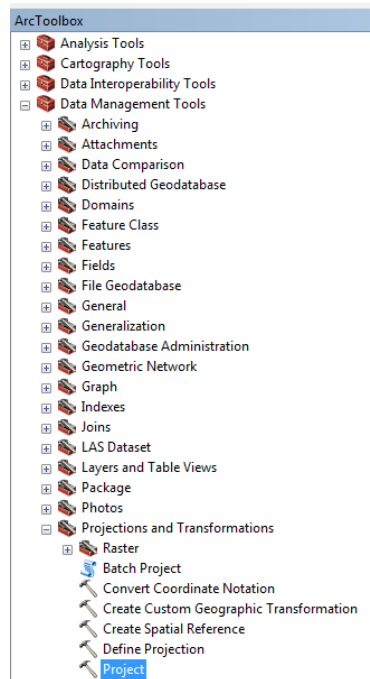 ArcToolbox
Analysis Tools
Cartography Tools
Data Interoperability Tools
Data Management Tools
Archiving
Attachments
Data Comparison
Distributed Geodatabase
Domains
Feature Class
Features
Fields
File Geodatabase
General
Generalization
Geodatabase Administration
Geometric Network
Graph
Indexes
Joins
LAS Dataset
Layers and Table Views
Package
Photos
Projections and Transformations
Raster
Batch Project
Convert Coordinate Notation
Create Custom Geographic Transformation
Create Spatial Reference
Define Projection
Project